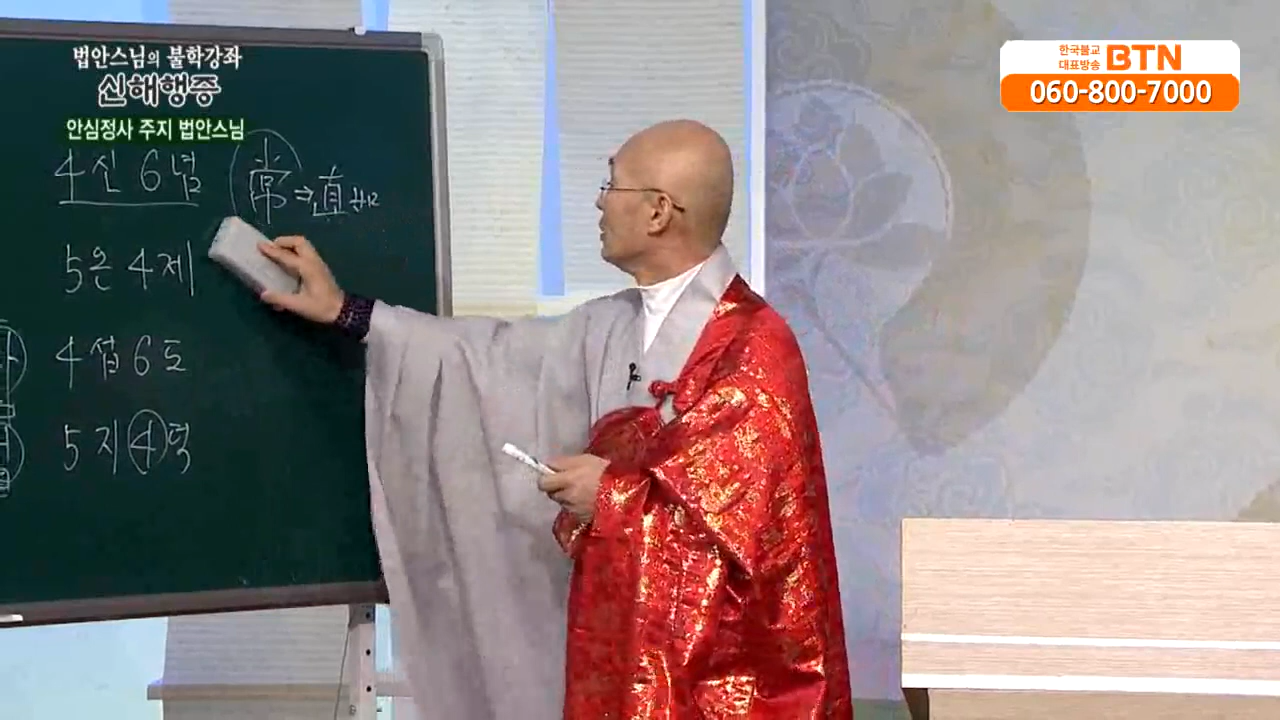 법안스님의 불학강좌
신해행증
안심정사 주지 법안스님
한국불교
대표방송 BTN
060-800-7000
4신 6념 常 ⇒ 直
5온 4제
4섭 6도
5지 4덕